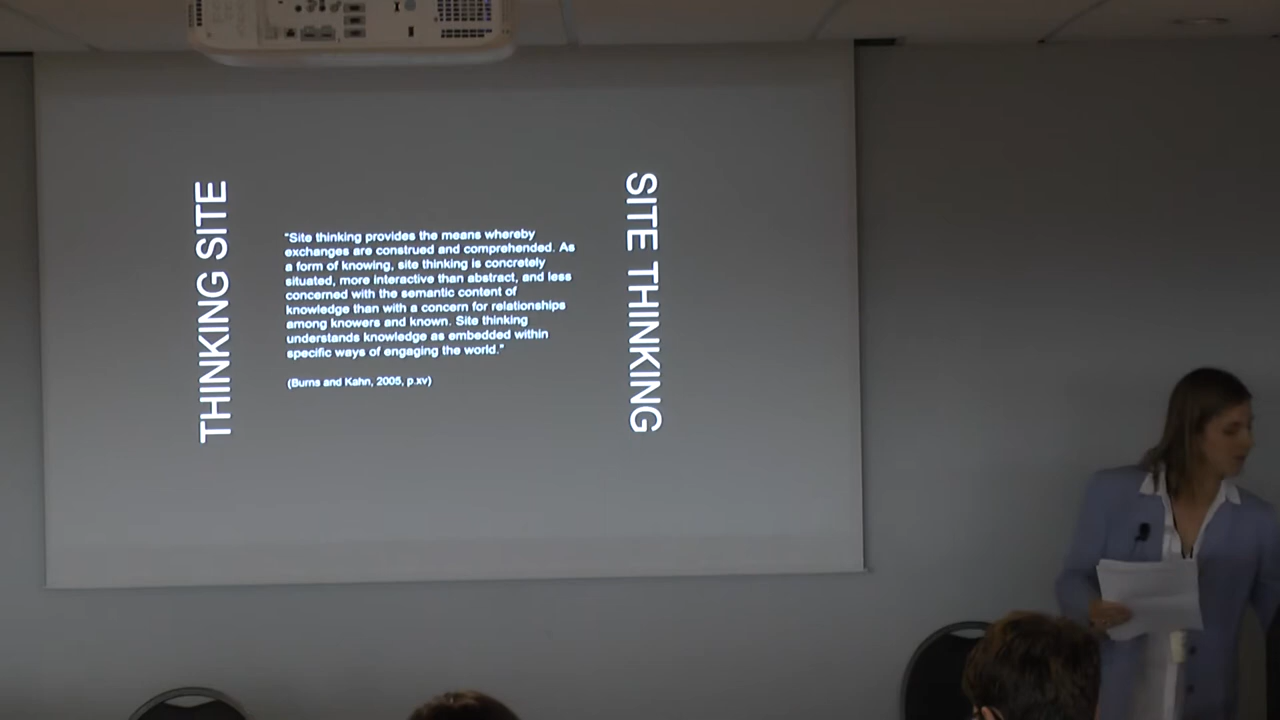 THINKING SITE
"Site thinking provides the means whereby
exchanges are construed and comprehended. As
a form of knowing, site thinking is concretely
situated, more interactive than abstract, and less
concerned with the semantic content of
knowledge than with a concern for relationships
among knowers and known. Site thinking
understands knowledge as embedded within
specific ways of engaging the world."
(Burns and Kahn, 2005, p.xv)
SITE THINKING